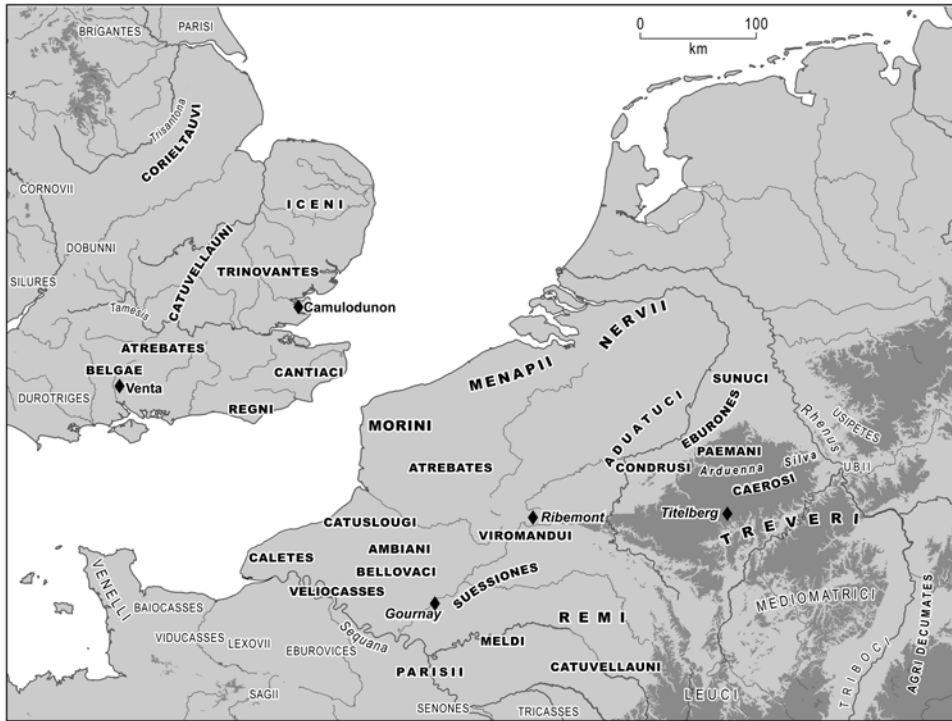 BRIGANTES
PARISI
0 100
km
Trisantona
CORIELTAUVI
CORNOVII
ICENI
DOBUNNI
CATUVELLAUNI
TRINOVANTES
SILURES
Camulodunon
Tamesis
ATREBATES
BELGAE
Venta
CANTIACI
DUROTRIGES
REGNI
NERVII
MENAPII
SUNUCI
MORINI
ADUATUCI
EBURONES
Rhenus
USIPETES
PAEMANI
ATREBATES
CONDRUSI
Arduenna Silva
UBII
CAEROSI
Ribemont
Titelberg
TREVERI
CATUSLOUGI
VIROMANDUI
AMBIANI
CALETES
BELLOVACI
VENELLI
VELIOCASSES
SUESSIONES
MEDIOMATRICI
BAIOCASSES
Gournay
REMI
VIDUCASSES
LEXOVII
Sequana
EBUROVICES
MELDI
PARISII
CATUVELLAUNI
TRIBOCI
AGRI DECUMATES
SAGII
LEUCI
SENONES
TRICASSES